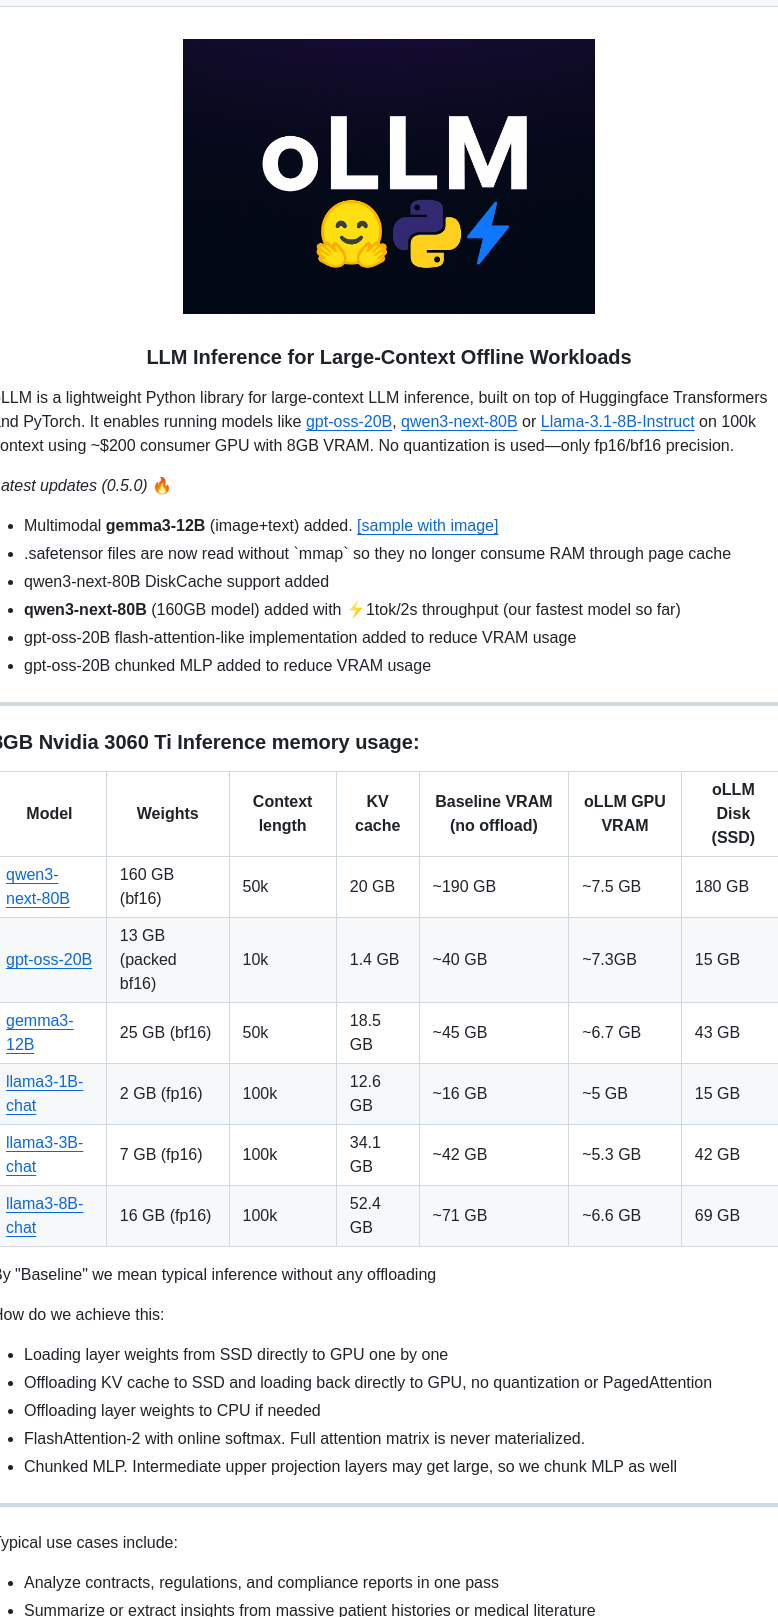 oLLM
LLM Inference for Large-Context Offline Workloads
LLM is a lightweight Python library for large-context LLM inference, built on top of Huggingface Transformers
nd PyTorch. It enables running models like gpt-oss-20B, qwen3-next-80B or Llama-3.1-8B-Instruct on 100k
ontext using ~$200 consumer GPU with 8GB VRAM. No quantization is used—only fp16/bf16 precision.
atest updates (0.5.0) 🔥
• Multimodal gemma3-12B (image+text) added. [sample with image]
• .safetensor files are now read without `mmap` so they no longer consume RAM through page cache
• qwen3-next-80B DiskCache support added
• qwen3-next-80B (160GB model) added with ⚡1tok/2s throughput (our fastest model so far)
• gpt-oss-20B flash-attention-like implementation added to reduce VRAM usage
• gpt-oss-20B chunked MLP added to reduce VRAM usage
8GB Nvidia 3060 Ti Inference memory usage:
Model Weights Context length KV cache Baseline VRAM (no offload) oLLM GPU VRAM oLLM Disk (SSD)
qwen3-next-80B 160 GB (bf16) 50k 20 GB ~190 GB ~7.5 GB 180 GB
gpt-oss-20B 13 GB (packed bf16) 10k 1.4 GB ~40 GB ~7.3GB 15 GB
gemma3-12B 25 GB (bf16) 50k 18.5 GB ~45 GB ~6.7 GB 43 GB
llama3-1B-chat 2 GB (fp16) 100k 12.6 GB ~16 GB ~5 GB 15 GB
llama3-3B-chat 7 GB (fp16) 100k 34.1 GB ~42 GB ~5.3 GB 42 GB
llama3-8B-chat 16 GB (fp16) 100k 52.4 GB ~71 GB ~6.6 GB 69 GB
By "Baseline" we mean typical inference without any offloading
How do we achieve this:
• Loading layer weights from SSD directly to GPU one by one
• Offloading KV cache to SSD and loading back directly to GPU, no quantization or PagedAttention
• Offloading layer weights to CPU if needed
• FlashAttention-2 with online softmax. Full attention matrix is never materialized.
• Chunked MLP. Intermediate upper projection layers may get large, so we chunk MLP as well
Typical use cases include:
• Analyze contracts, regulations, and compliance reports in one pass
• Summarize or extract insights from massive patient histories or medical literature